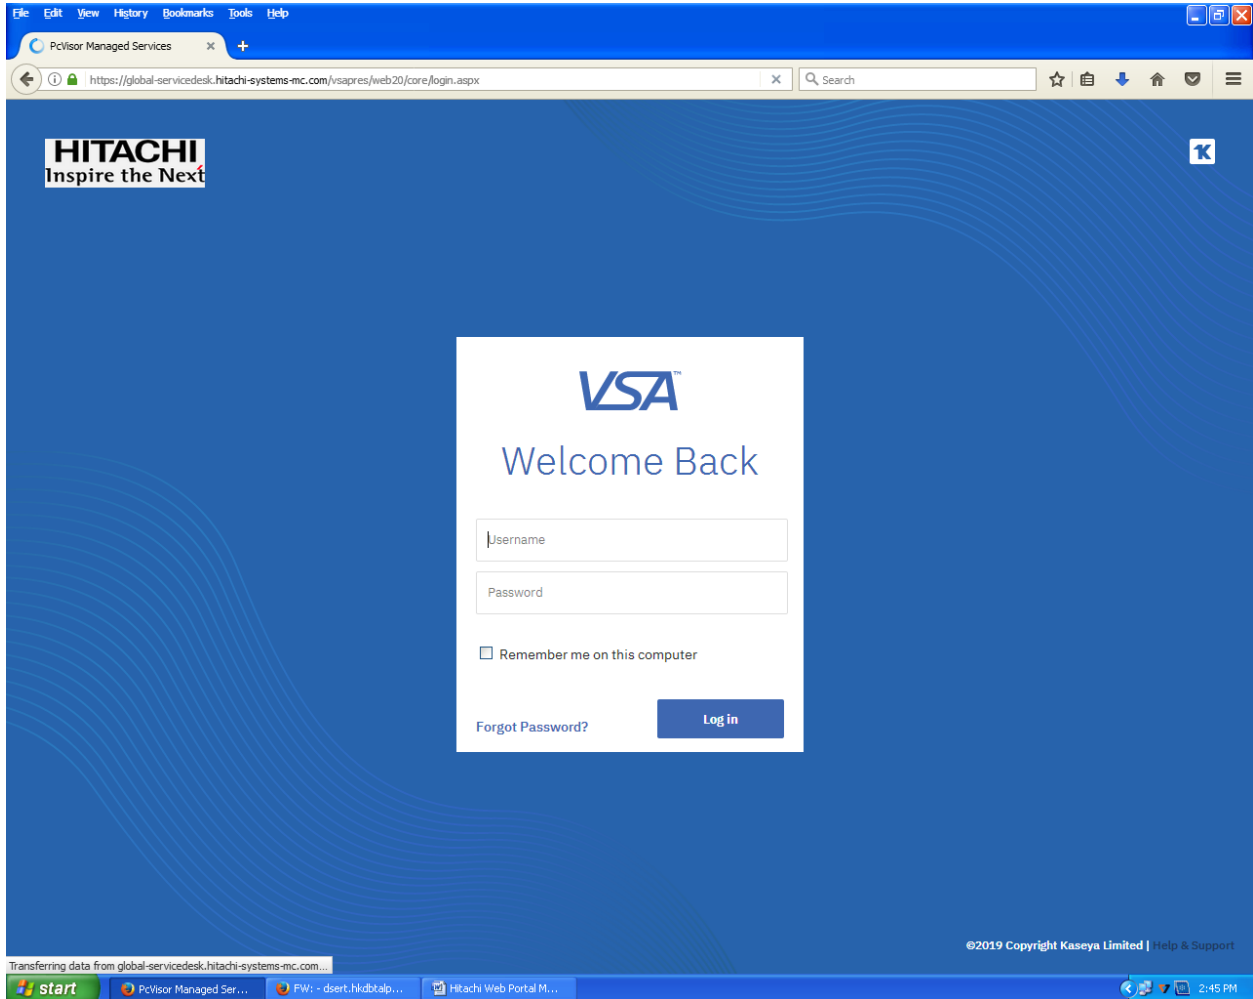 File Edit View History Bookmarks Tools Help
PcVisor Managed Services
https://global-servicedesk.hitachi-systems-mc.com/vsapres/web20/core/login.aspx
Search
HITACHI
Inspire the Next
K
VSA™
Welcome Back
Username
Password
Remember me on this computer
Forgot Password?
Log in
©2019 Copyright Kaseya Limited | Help & Support
Transferring data from global-servicedesk.hitachi-systems-mc.com...
start
PcVisor Managed Ser...
FW: - dsert.hkdbtalp...
Hitachi Web Portal M...
2:45 PM